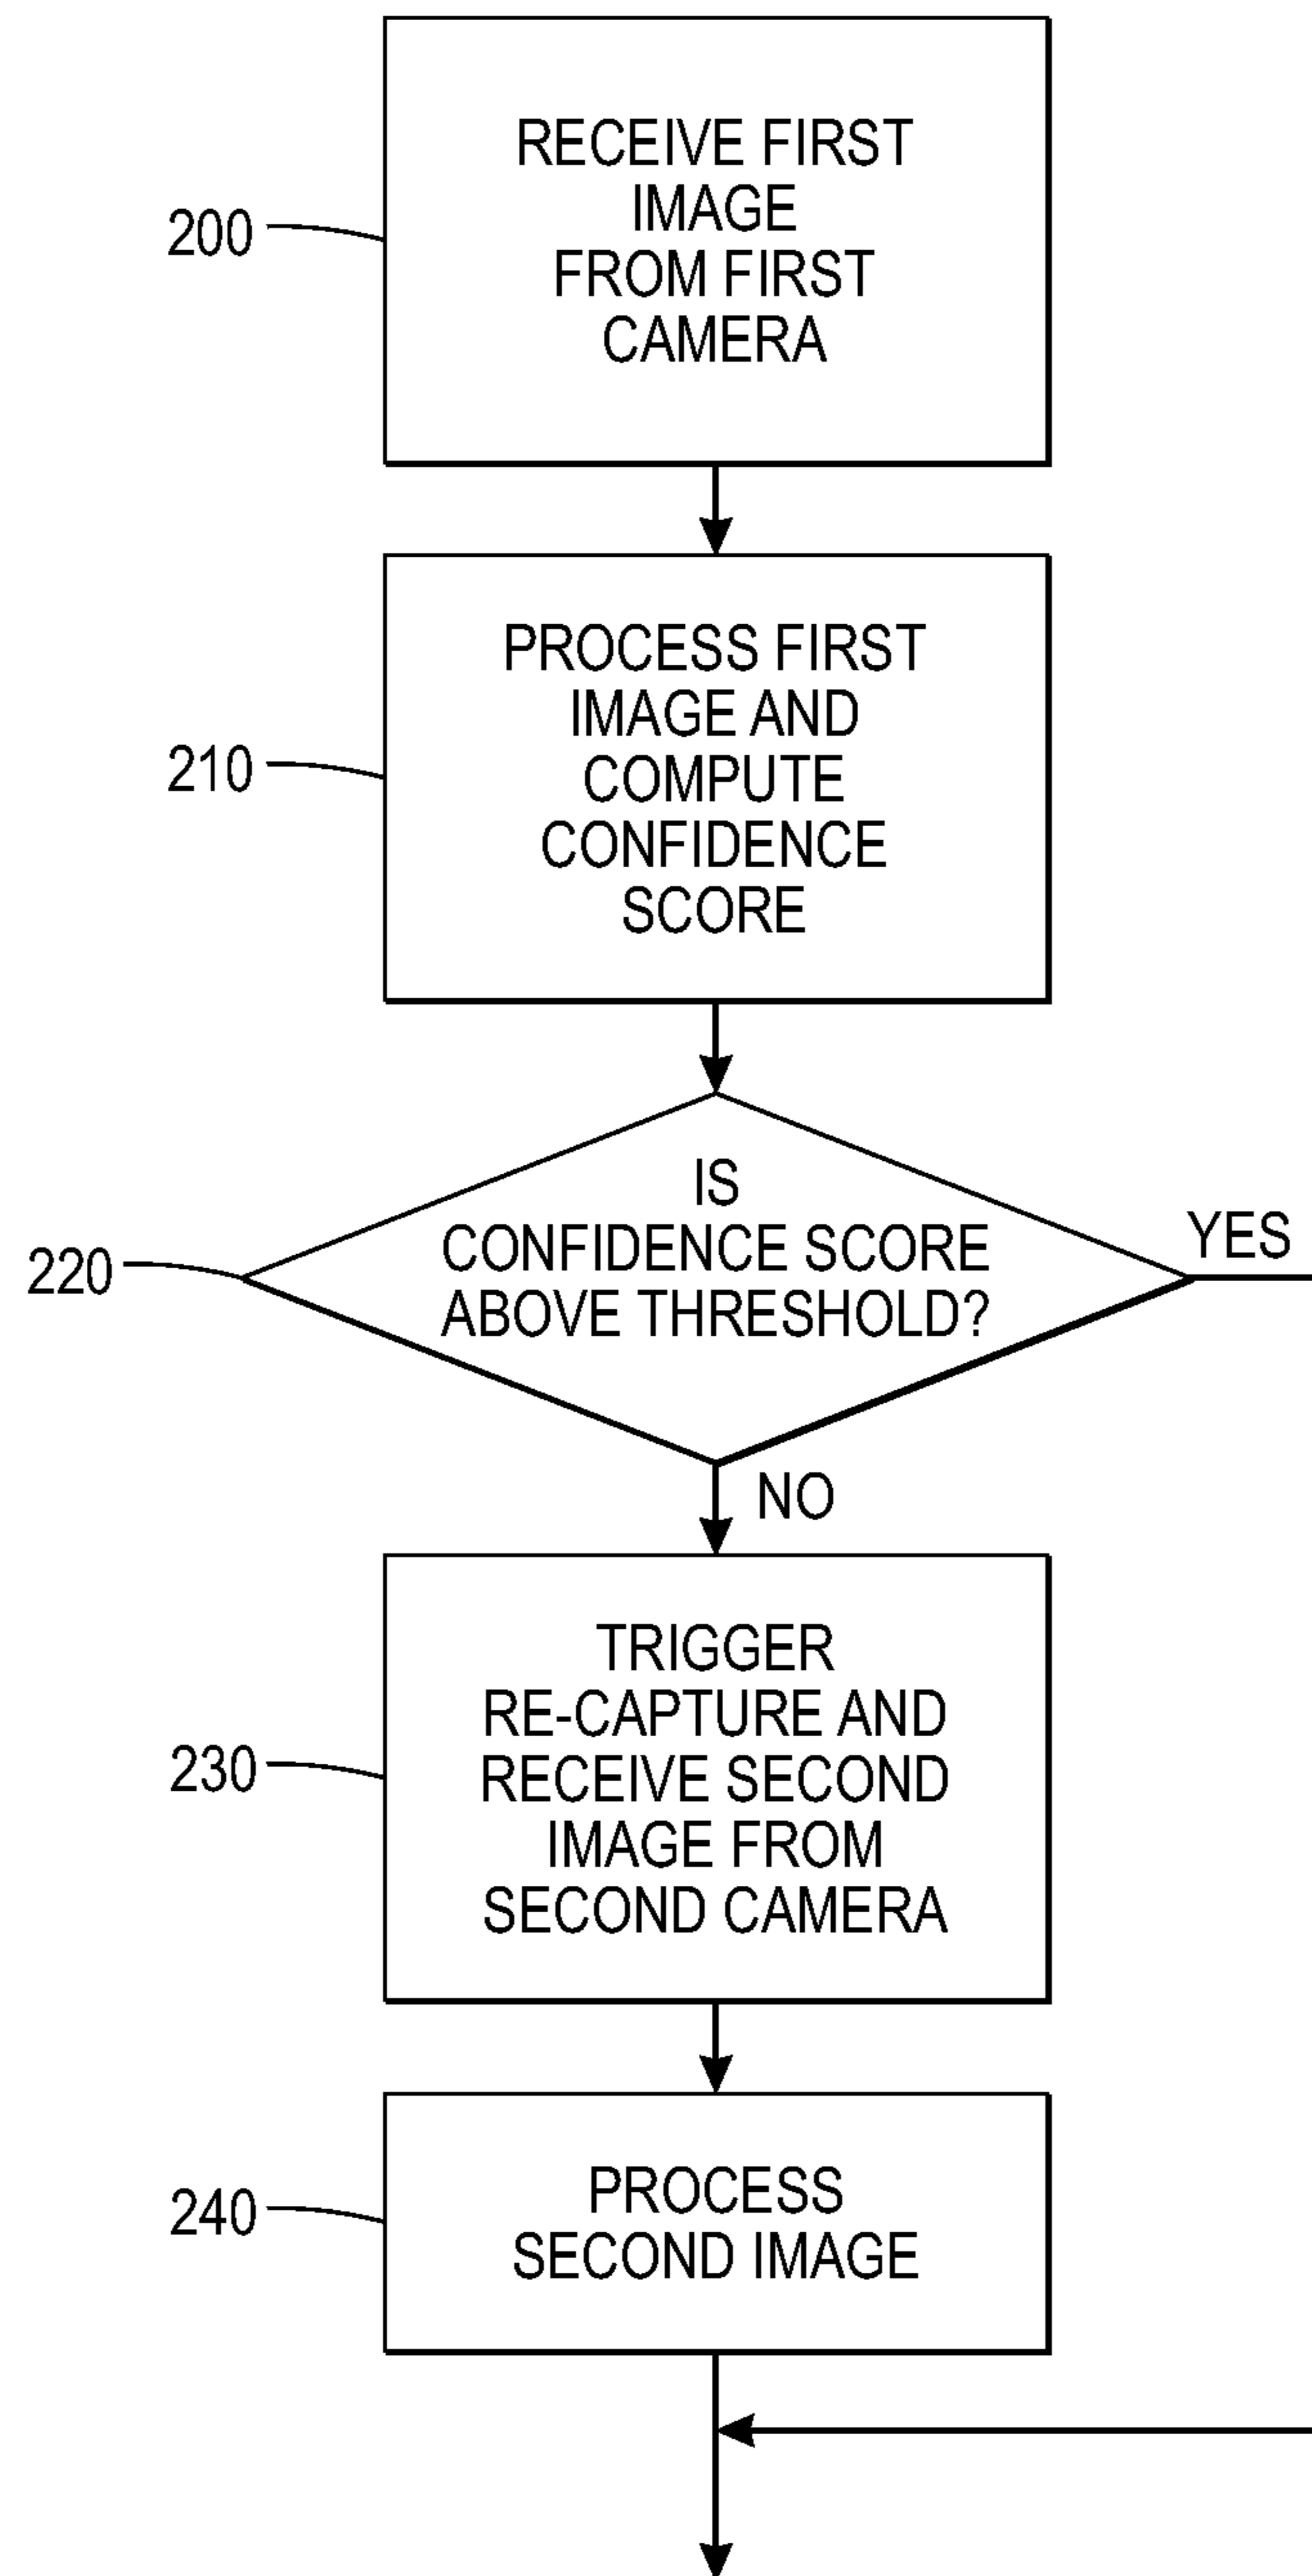 RECEIVE FIRST
IMAGE
FROM FIRST
CAMERA
200
PROCESS FIRST
IMAGE AND
COMPUTE
CONFIDENCE
SCORE
210
IS
CONFIDENCE SCORE
ABOVE THRESHOLD?
220
YES
NO
TRIGGER
RE-CAPTURE AND
RECEIVE SECOND
IMAGE FROM
SECOND CAMERA
230
PROCESS
SECOND IMAGE
240